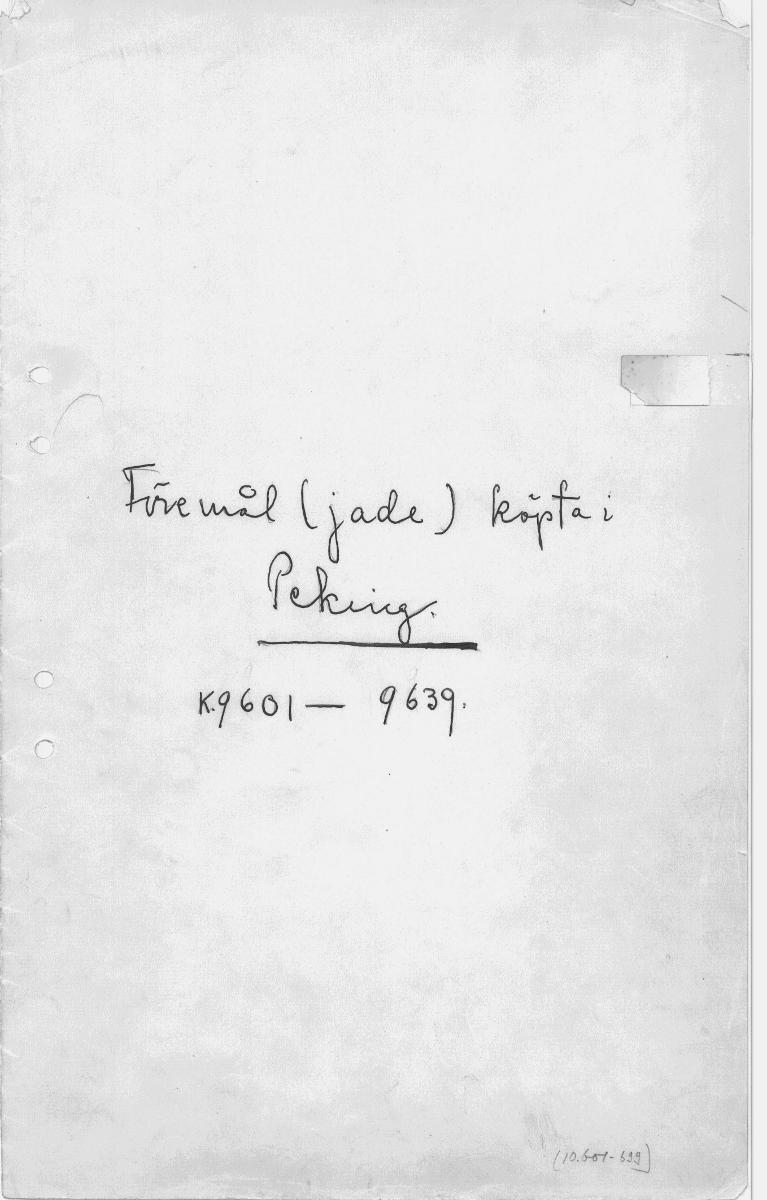 Föremål (jade) köpta i
Peking.
K.9601 — 9639.
(10.601-639)